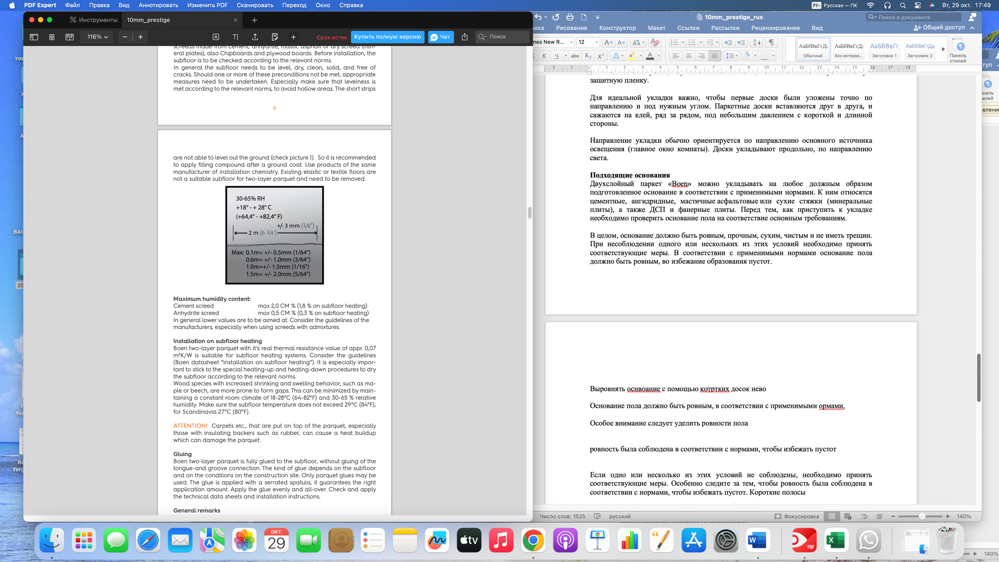 PDF Expert Файл Правка Вид Аннотировать Изменить PDF Сканировать Переход Окно Справка
РУ Русская — ПК Вт, 29 окт. 17:49
Инструменты 10mm_prestige
116% Срок истек Купить полную версию ai Чат Поиск
screeds made from cement, anhydrite, mastic asphalt or dry screed (min-
eral plates), also Chipboards and plywood boards. Before installation, the
subfloor is to be checked according to the relevant norms.
In general the subfloor needs to be level, dry, clean, solid, and free of
cracks. Should one or more of these preconditions not be met, appropriate
measures need to be undertaken. Especially make sure that levelness is
met according to the relevant norms, to avoid hollow areas. The short strips
9
are not able to level out the ground (check picture 1). So it is recommended
to apply filling compound after a ground coat. Use products of the same
manufacturer of installation chemistry. Existing elastic or textile floors are
not a suitable subfloor for two-layer parquet and need to be removed.
30-65% RH
+18° - + 28° C
(+64,4° - +82,4° F)
+/- 3 mm (1/8")
2 m (6 3/4')
Max: 0.1m= +/- 0.5mm (1/64")
0.6m= +/- 1.0mm (3/64")
1.0m=+/- 1.5mm (1/16")
1.5m= +/- 2.0mm (5/64")
Maximum humidity content:
Cement screed max 2,0 CM % (1,8 % on subfloor heating)
Anhydrite screed max 0,5 CM % (0,3 % on subfloor heating)
In general lower values are to be aimed at. Consider the guidelines of the
manufacturers, especially when using screeds with admixtures.
Installation on subfloor heating
Boen two-layer parquet with it's real thermal resistance value of appr. 0,07
m²K/W is suitable for subfloor heating systems. Consider the guidelines
(Boen datasheet "installation on subfloor heating"). It is especially impor-
tant to stick to the special heating-up and heating-down procedures to dry
the subfloor according to the relevant norms.
Wood species with increased shrinking and swelling behavior, such as ma-
ple or beech, are more prone to form gaps. This can be minimized by main-
taining a constant room climate of 18-28°C (64-82°F) and 30-65 % relative
humidity. Make sure the subfloor temperature does not exceed 29°C (84°F),
for Scandinavia 27°C (80°F).
ATTENTION! Carpets etc., that are put on top of the parquet, especially
those with insulating backers such as rubber, can cause a heat buildup
which can damage the parquet.
Gluing
Boen two-layer parquet is fully glued to the subfloor, without gluing of the
tongue-and groove connection. The kind of glue depends on the subfloor
and on the conditions on the construction site. Only parquet glues may be
used. The glue is applied with a serrated spatula, it guarantees the right
application amount. Apply the glue evenly and all-over. Check and apply
the technical data sheets and installation instructions.
General remarks
10mm_prestige_rus Поиск в документе
Рисование Конструктор Макет Ссылки Рассылки Рецензирование Вид Общий доступ
mes New R... 12
АаБбВвГгДд АаБбВвГгДд АаБбВвГг АаБбВвГгДд
Обычный Без интерва... Заголовок 1 Заголовок 2 Панель стилей
2 1 1 2 3 4 5 6 7 8 9 10 11 12 13 14 15 16 17 18
защитную пленку.
Для идеальной укладки важно, чтобы первые доски были уложены точно по
направлению и под нужным углом. Паркетные доски вставляются друг в друга, и
сажаются на клей, ряд за рядом, под небольшим давлением с короткой и длинной
стороны.
Направление укладки обычно ориентируется по направлению основного источника
освещения (главное окно комнаты). Доски укладывают продольно, по направлению
света.
Подходящие основания
Двухслойный паркет «Boen» можно укладывать на любое должным образом
подготовленное основание в соответствии с применимыми нормами. К ним относятся
цементные, ангидридные, мастичные асфальтовые или сухие стяжки (минеральные
плиты), а также ДСП и фанерные плиты. Перед тем, как приступить к укладке
необходимо проверить основание пола на соответствие основным требованиям.
В целом, основание должно быть ровным, прочным, сухим, чистым и не иметь трещин.
При несоблюдении одного или нескольких из этих условий необходимо принять
соответствующие меры. В соответствии с применимыми нормами основание пола
должно быть ровным, во избежание образования пустот.
Выровнять оснвоание с помощью котртких досок нево
Основание пола должно быть ровным, в соответствии с применимыми ормами,
Особое внимание следует уделить ровности пола
ровность была соблюдена в соответствии с нормами, чтобы избежать пустот
Если одно или несколько из этих условий не соблюдены, необходимо принять
соответствующие меры. Особенно следите за тем, чтобы ровность была соблюдена в
соответствии с нормами, чтобы избежать пустот. Короткие полосы
Число слов: 1525 русский Фокусировка 140%
140%
ОКТ.
29
tv
W
PDF
X